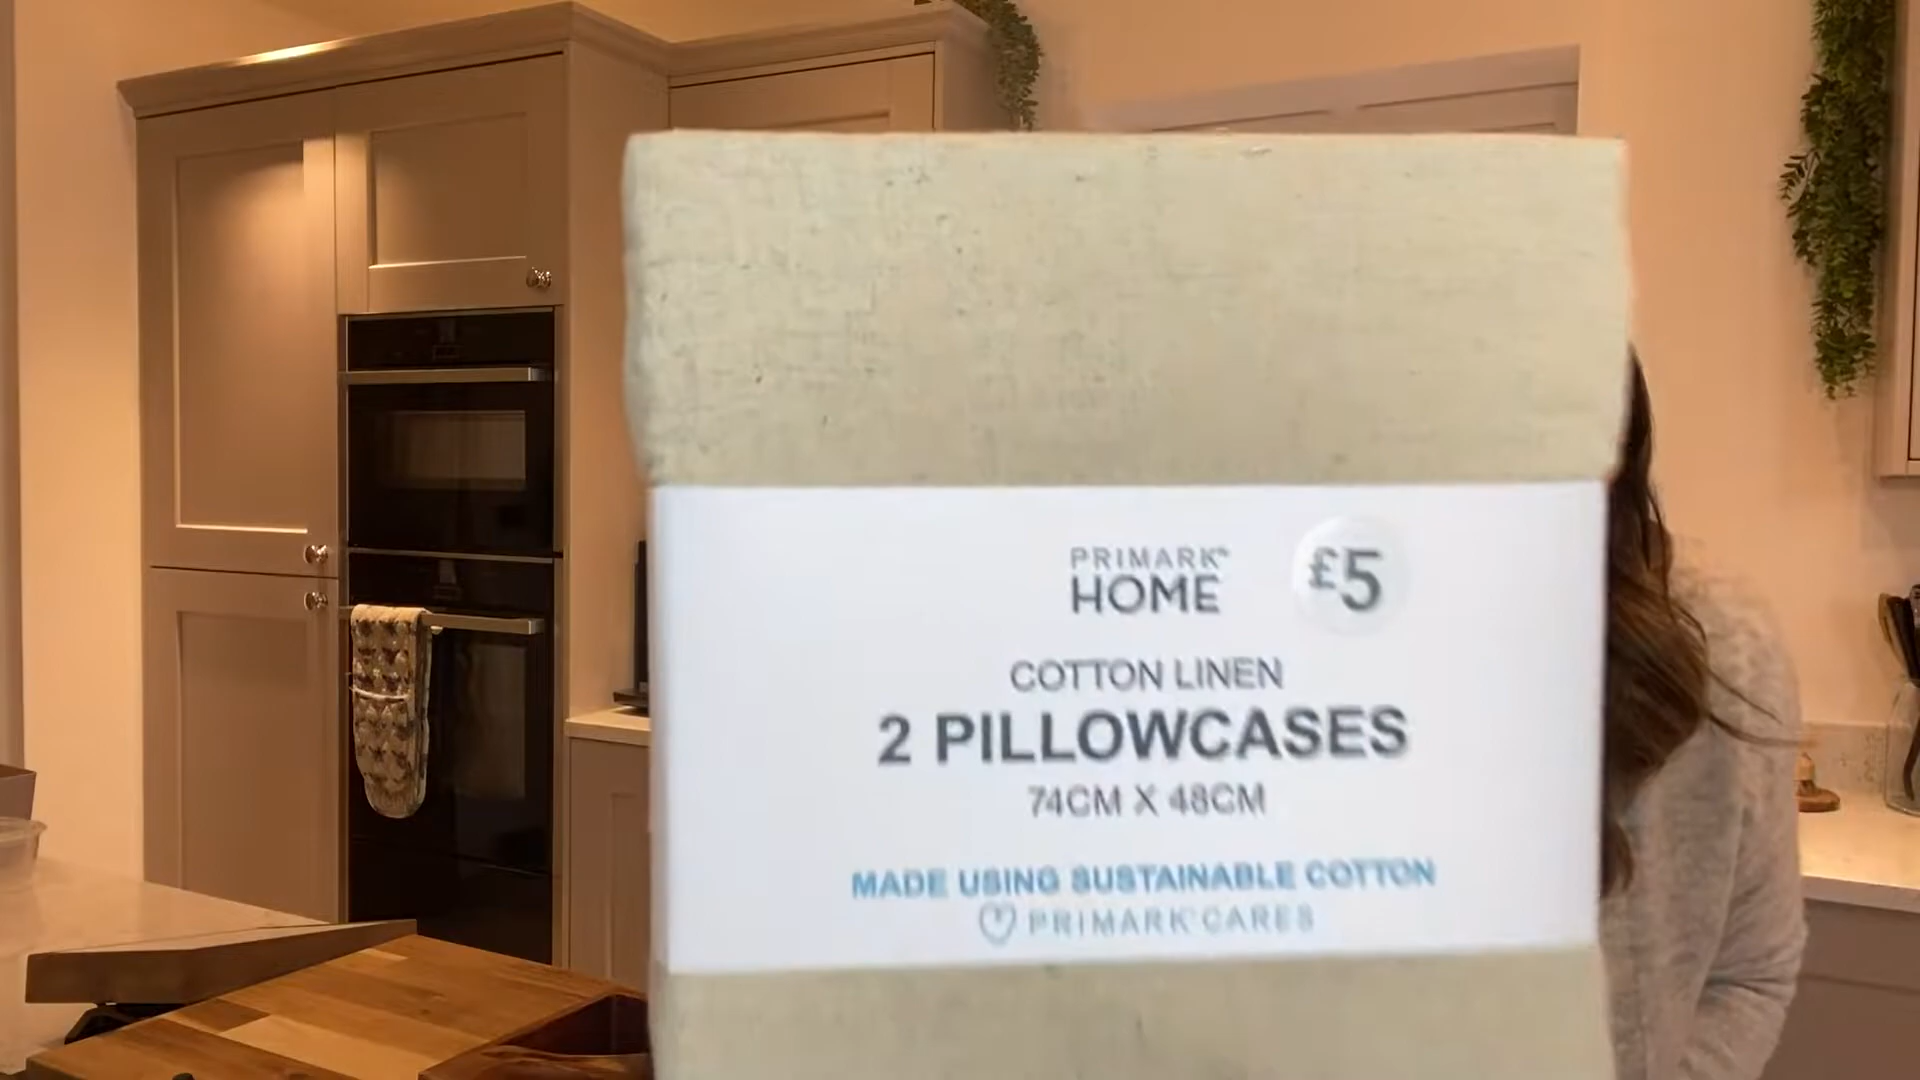 PRIMARK
HOME
£5
COTTON LINEN
2 PILLOWCASES
74CM X 48CM
MADE USING SUSTAINABLE COTTON
PRIMARK CARES